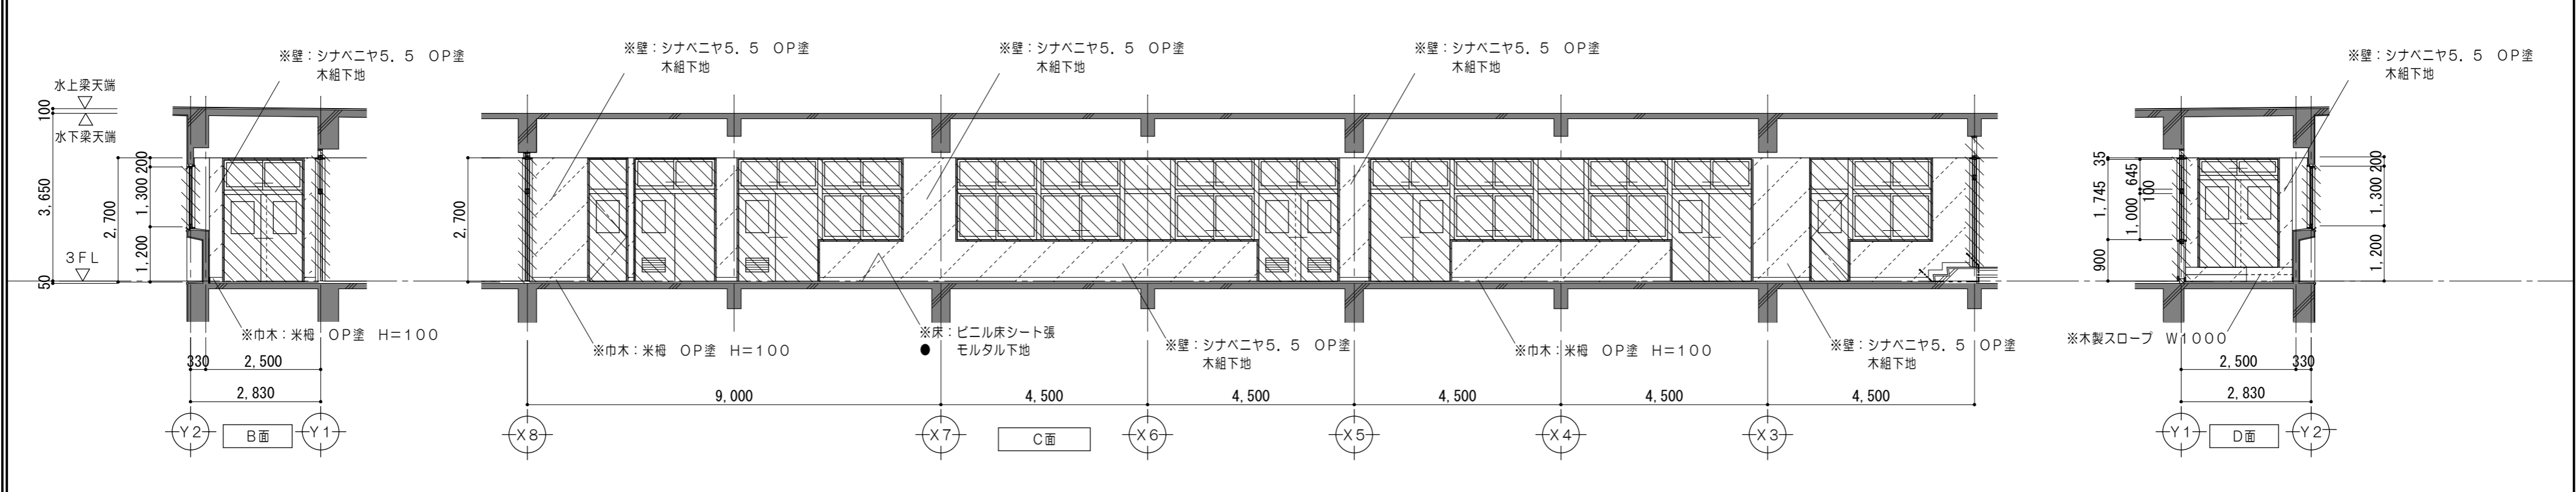 ※壁：シナベニヤ5．5　OP塗
木組下地
水上梁天端
水下梁天端
100
3,650
50
3FL
2,700
200
1,300
1,200
※巾木：米栂　OP塗　H＝100
330
2,500
2,830
Y2
B面
Y1
※壁：シナベニヤ5．5　OP塗
木組下地
※壁：シナベニヤ5．5　OP塗
木組下地
※壁：シナベニヤ5．5　OP塗
木組下地
2,700
※巾木：米栂　OP塗　H＝100
※床：ビニル床シート張
●　モルタル下地
※壁：シナベニヤ5．5　OP塗
木組下地
※巾木：米栂　OP塗　H＝100
※壁：シナベニヤ5．5　OP塗
木組下地
9,000
4,500
4,500
4,500
4,500
4,500
X8
X7
C面
X6
X5
X4
X3
※壁：シナベニヤ5．5　OP塗
木組下地
35
1,745
900
645
100
1,000
200
1,300
1,200
※木製スロープ　W1000
2,500
330
2,830
Y1
D面
Y2